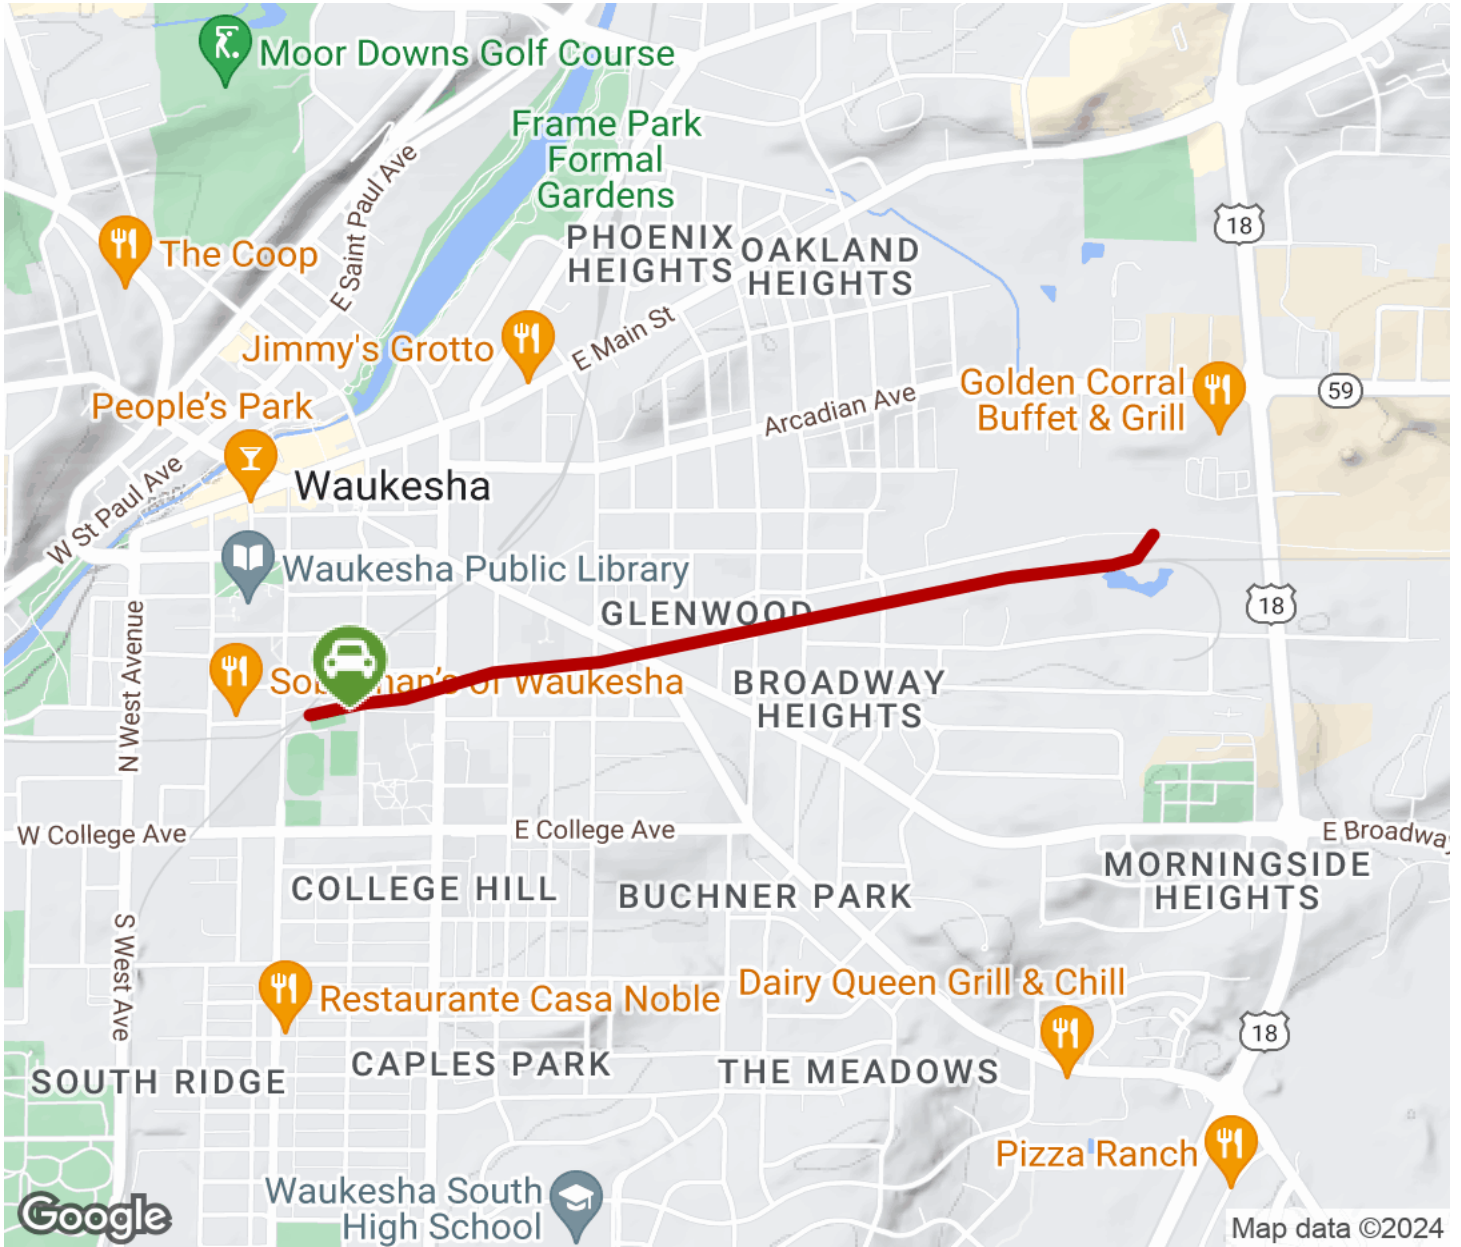 Moor Downs Golf Course
Frame Park
Formal
Gardens
E Saint Paul Ave
PHOENIX
HEIGHTS
OAKLAND
HEIGHTS
18
The Coop
Jimmy's Grotto
E Main St
Arcadian Ave
Golden Corral
Buffet & Grill
59
People's Park
Waukesha
W St Paul Ave
Waukesha Public Library
GLENWOOD
18
N West Avenue
of Waukesha
BROADWAY
HEIGHTS
W College Ave
E College Ave
E Broadway
MORNINGSIDE
HEIGHTS
COLLEGE HILL
BUCHNER PARK
S West Ave
Restaurante Casa Noble
Dairy Queen Grill & Chill
18
SOUTH RIDGE
CAPLES PARK
THE MEADOWS
Pizza Ranch
Waukesha South
High School
Google
Map data ©2024